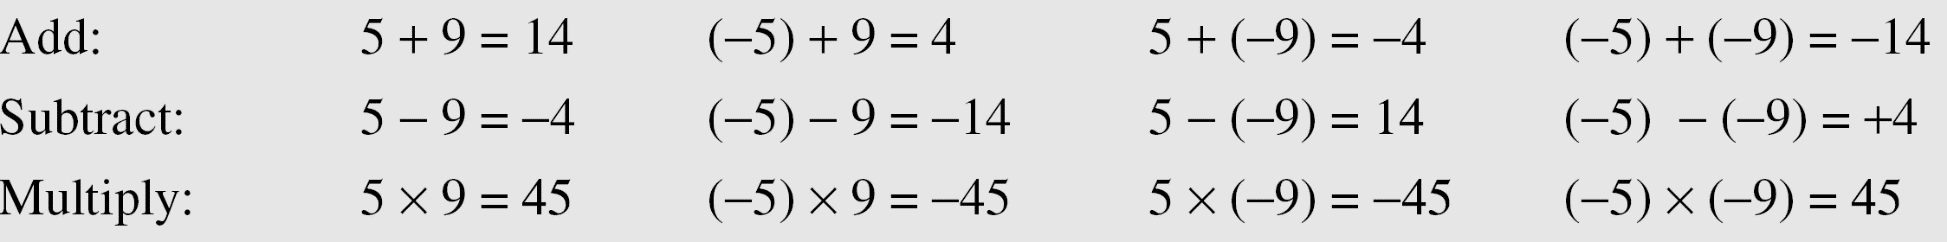 Add: 5 + 9 = 14 (−5) + 9 = 4 5 + (−9) = −4 (−5) + (−9) = −14
Subtract: 5 − 9 = −4 (−5) − 9 = −14 5 − (−9) = 14 (−5) − (−9) = +4
Multiply: 5 × 9 = 45 (−5) × 9 = −45 5 × (−9) = −45 (−5) × (−9) = 45